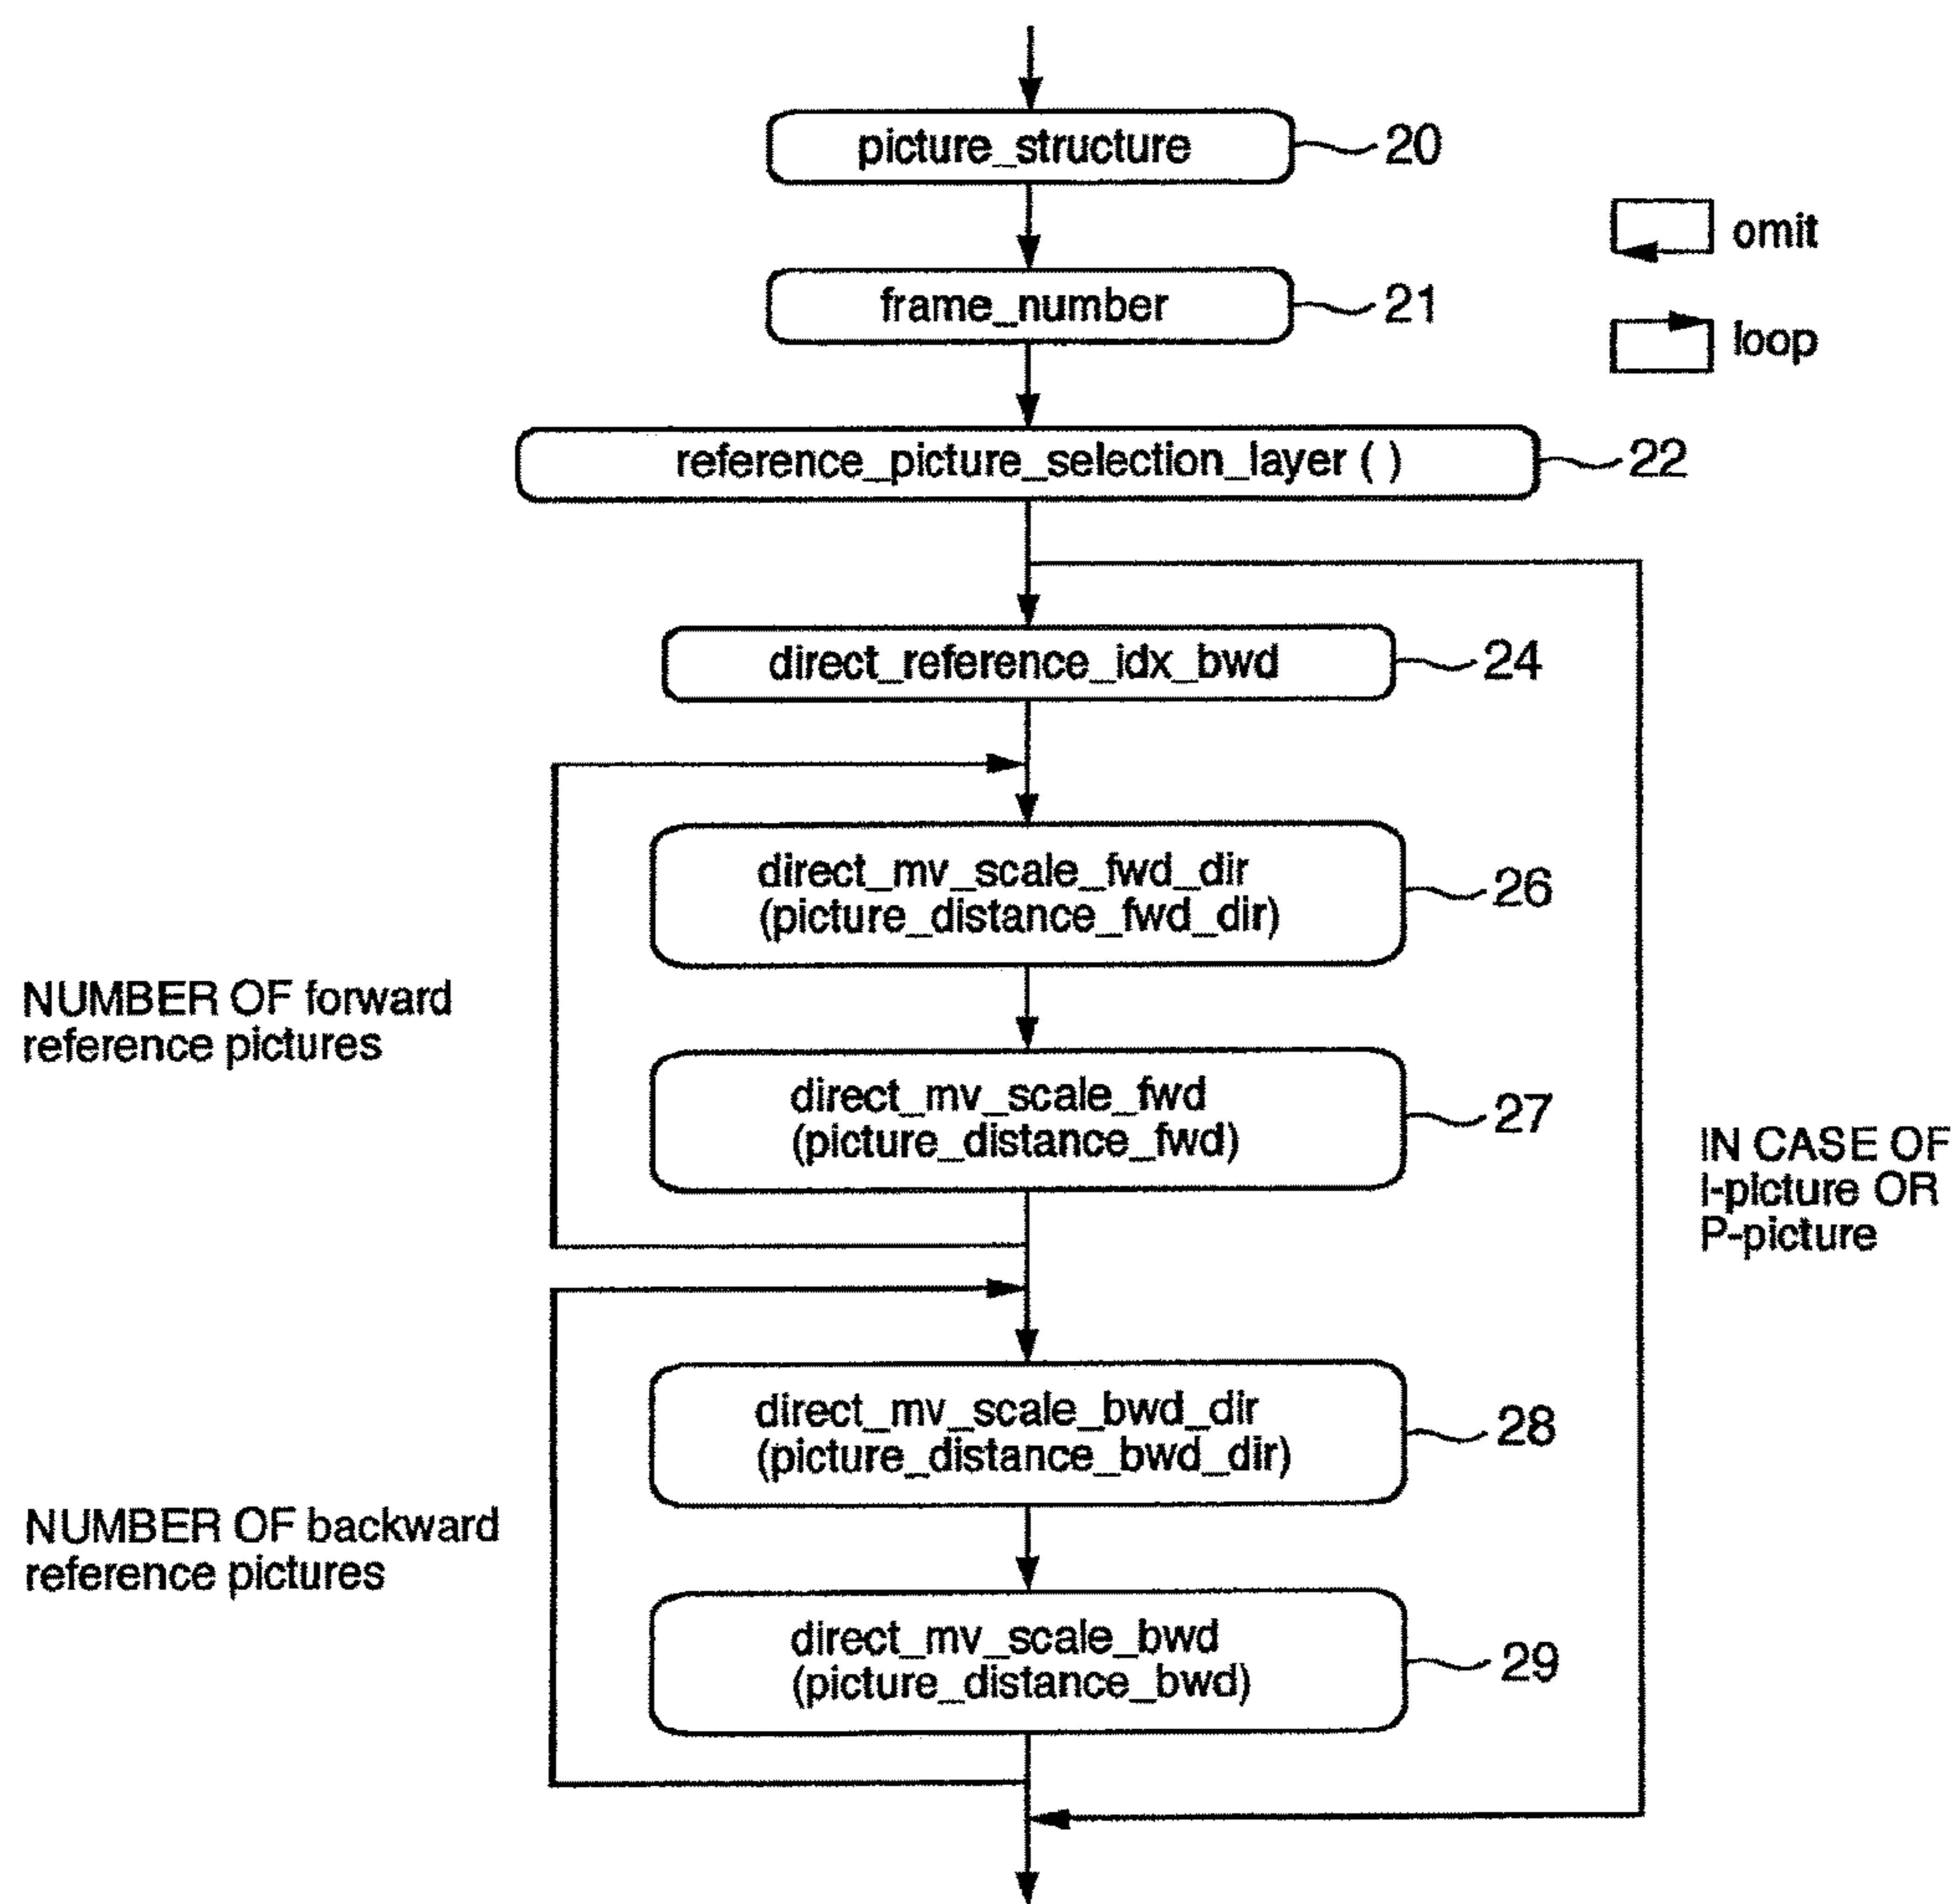 picture_structure
20
omit
frame_number
21
loop
reference_picture_selection_layer ( )
22
direct_reference_idx_bwd
24
direct_mv_scale_fwd_dir
(picture_distance_fwd_dir)
26
NUMBER OF forward
reference pictures
direct_mv_scale_fwd
(picture_distance_fwd)
27
IN CASE OF
I-picture OR
P-picture
direct_mv_scale_bwd_dir
(picture_distance_bwd_dir)
28
NUMBER OF backward
reference pictures
direct_mv_scale_bwd
(picture_distance_bwd)
29